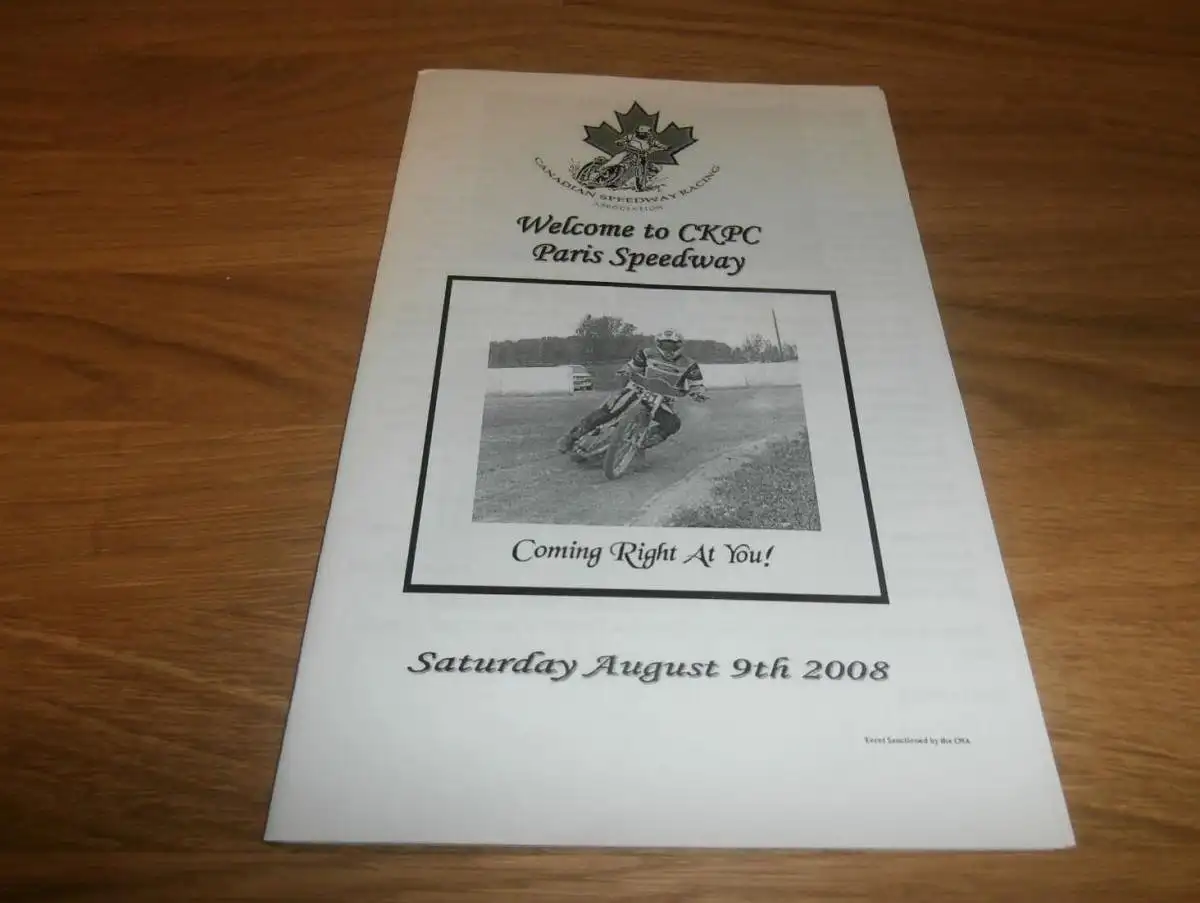 CANADIAN SPEEDWAY RACING
ASSOCIATION
Welcome to CKPC
Paris Speedway
Coming Right At You!
Saturday August 9th 2008
Event Sanctioned by the CMA